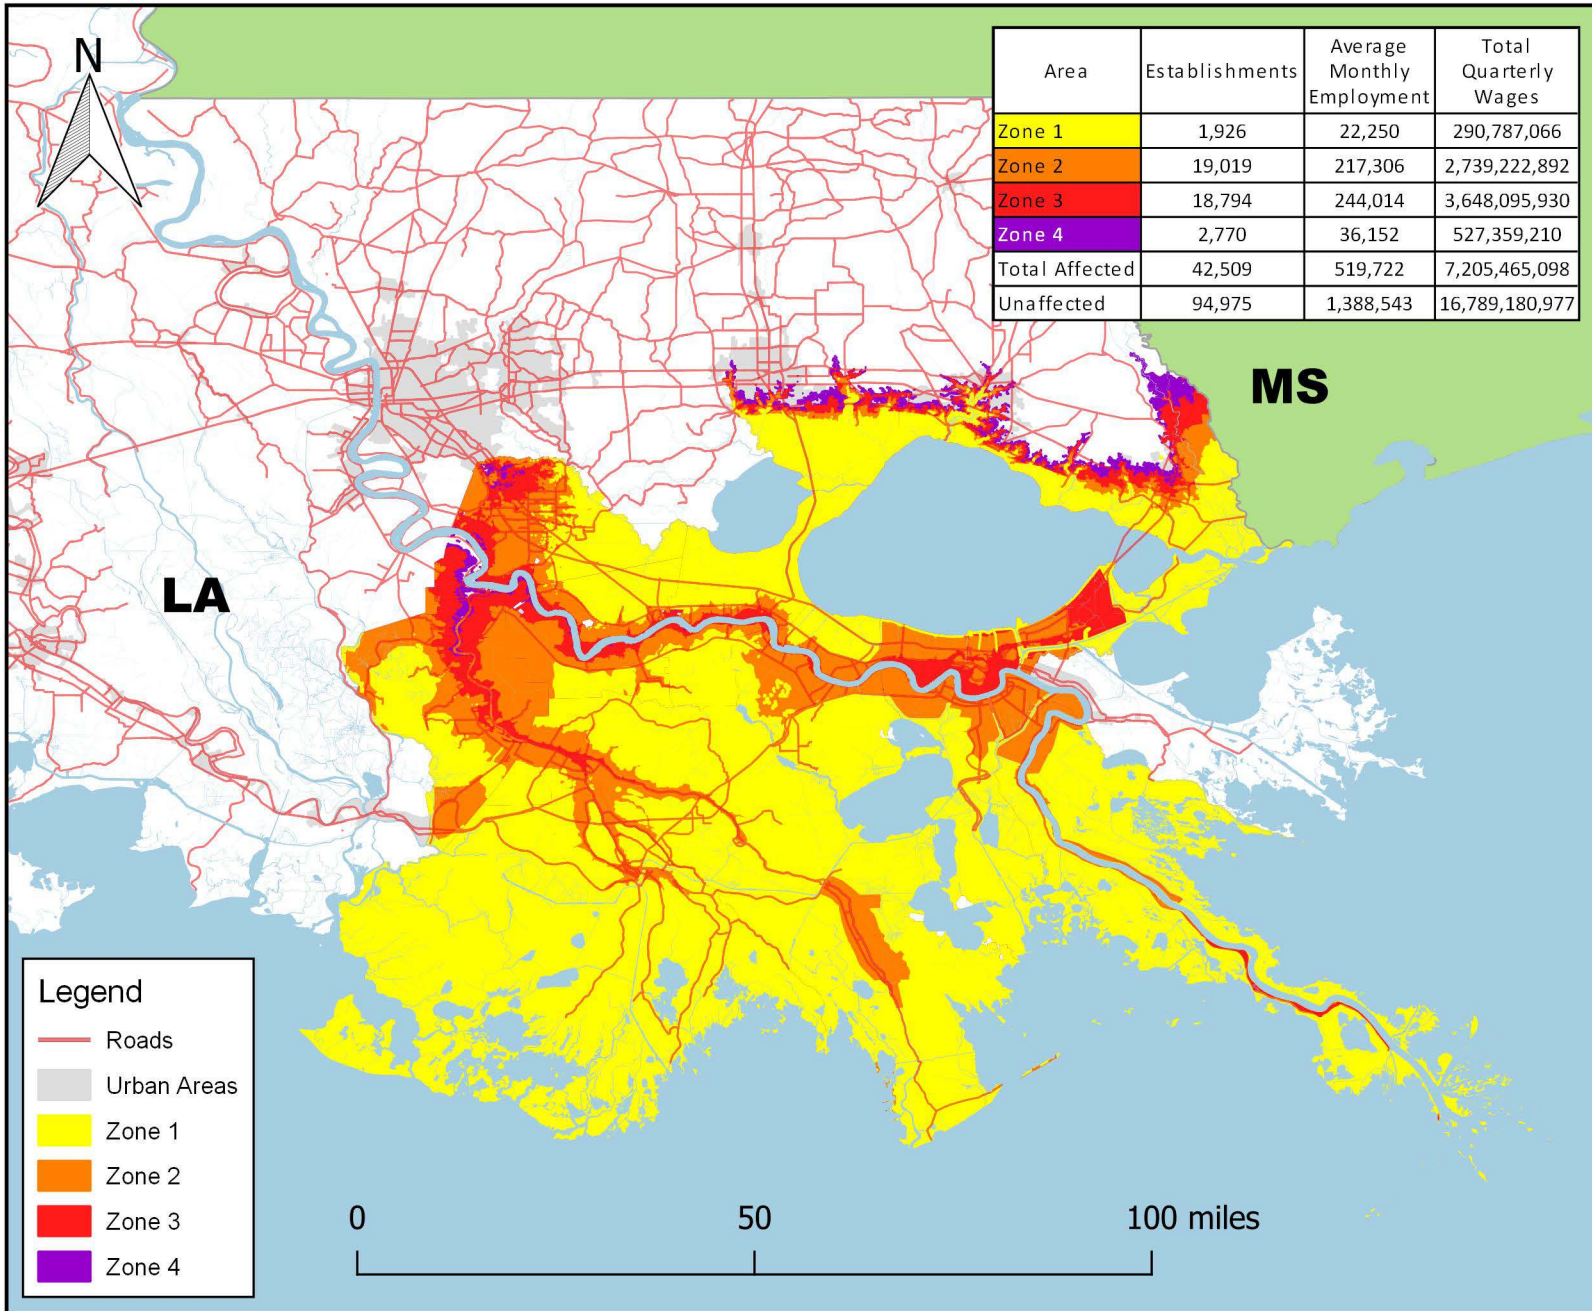 N
Area Establishments Average Monthly Employment Total Quarterly Wages
Zone 1 1,926 22,250 290,787,066
Zone 2 19,019 217,306 2,739,222,892
Zone 3 18,794 244,014 3,648,095,930
Zone 4 2,770 36,152 527,359,210
Total Affected 42,509 519,722 7,205,465,098
Unaffected 94,975 1,388,543 16,789,180,977
MS
LA
Legend
Roads
Urban Areas
Zone 1
Zone 2
Zone 3
Zone 4
0 50 100 miles